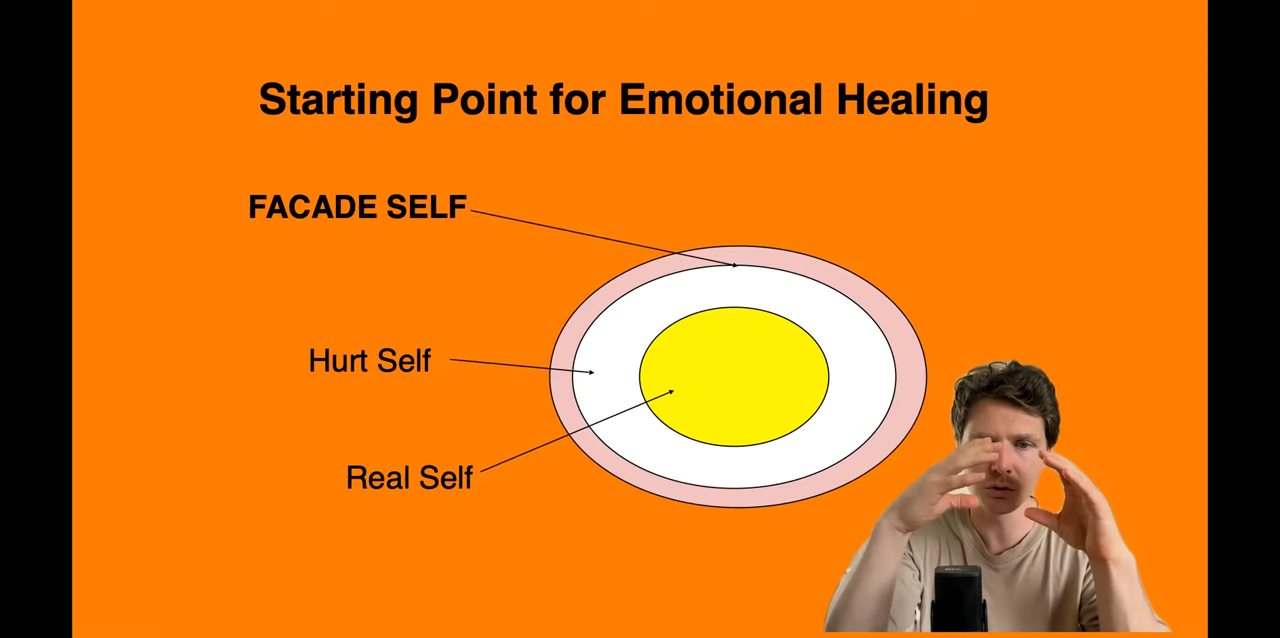 Starting Point for Emotional Healing
FACADE SELF
Hurt Self
Real Self